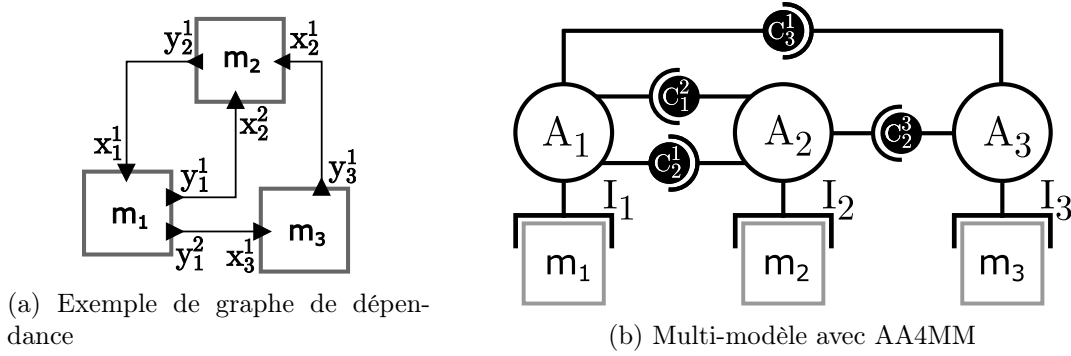 y₂¹ x₂¹
m₂
x₂²
x₁¹
y₁¹ y₃¹
m₁ m₃
y₁² x₃¹
(a) Exemple de graphe de dépen-
dance
C₃¹
C₁²
A₁ A₂ C₂³ A₃
C₂¹
I₁ I₂ I₃
m₁ m₂ m₃
(b) Multi-modèle avec AA4MM